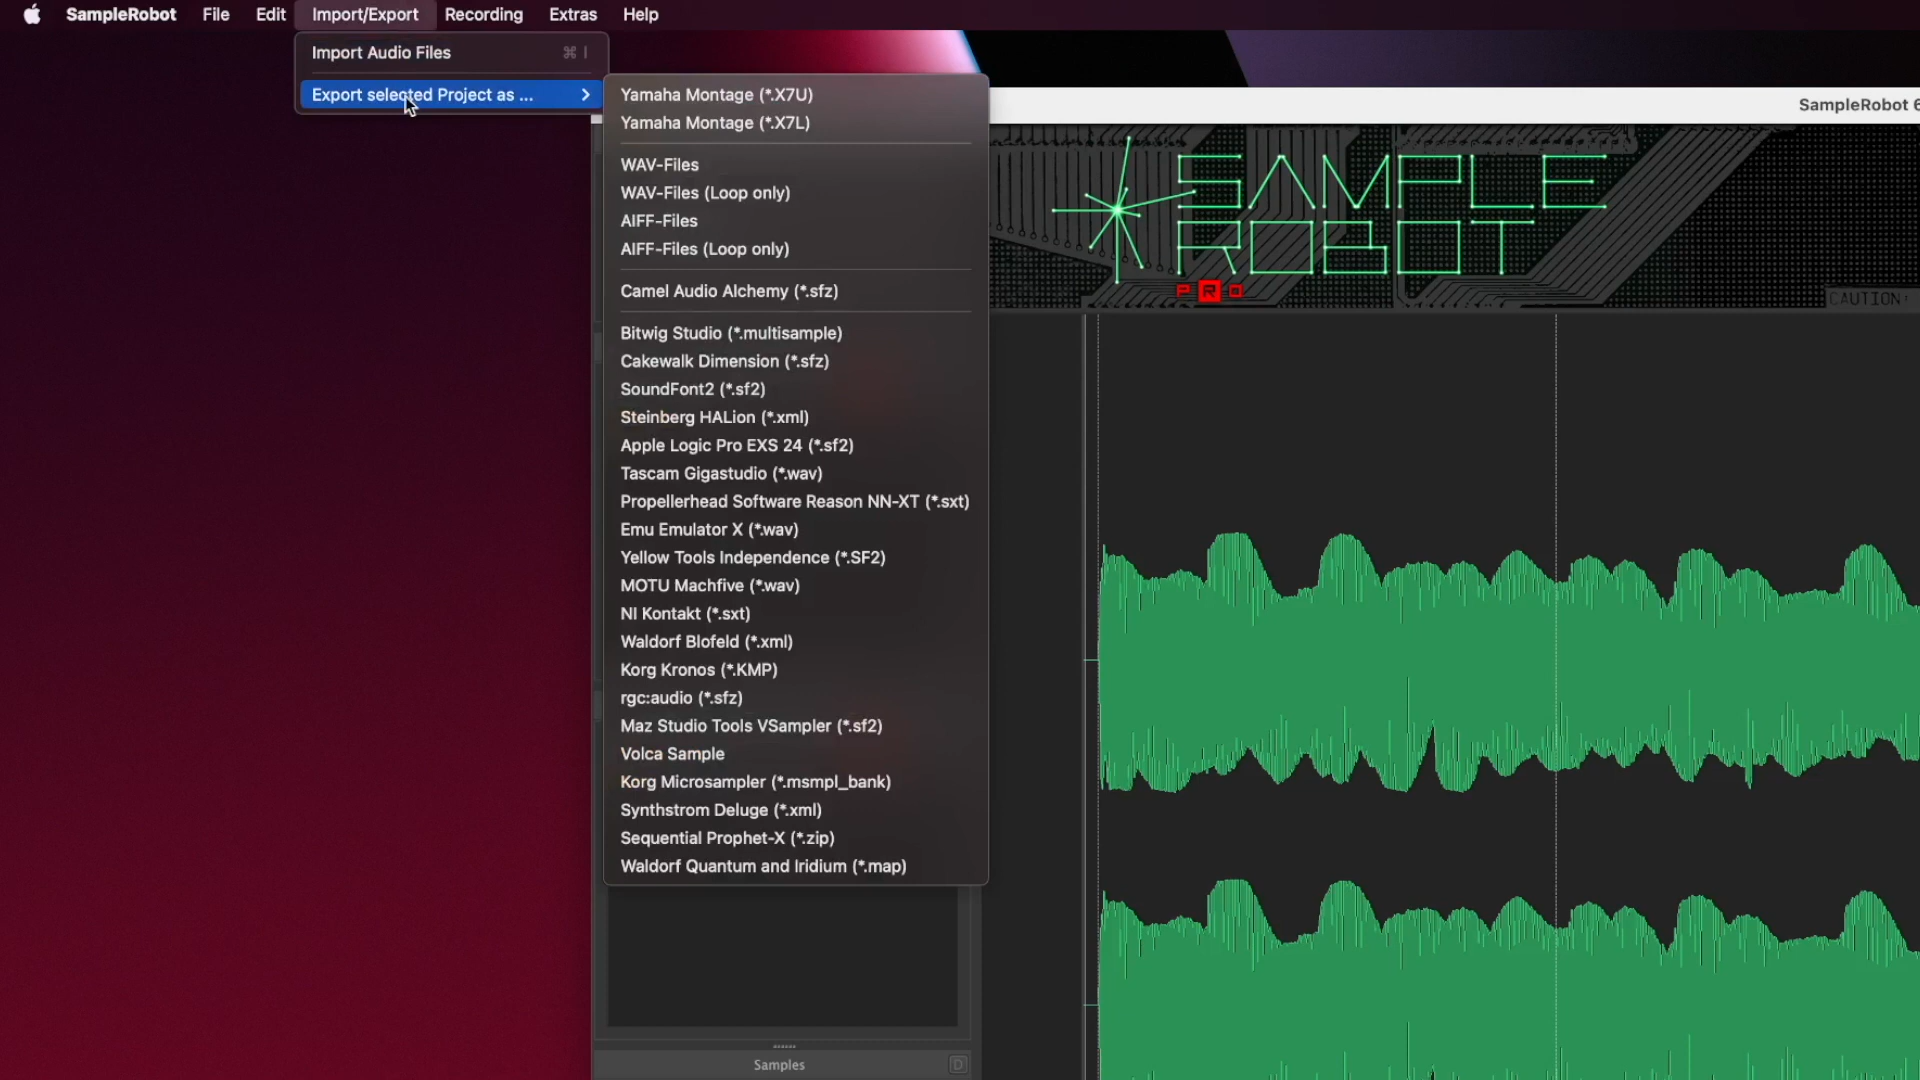 SampleRobot File Edit Import/Export Recording Extras Help
Import Audio Files ⌘ I
Export selected Project as ...
Yamaha Montage (*.X7U)
Yamaha Montage (*.X7L)
WAV-Files
WAV-Files (Loop only)
AIFF-Files
AIFF-Files (Loop only)
Camel Audio Alchemy (*.sfz)
Bitwig Studio (*.multisample)
Cakewalk Dimension (*.sfz)
SoundFont2 (*.sf2)
Steinberg HALion (*.xml)
Apple Logic Pro EXS 24 (*.sf2)
Tascam Gigastudio (*.wav)
Propellerhead Software Reason NN-XT (*.sxt)
Emu Emulator X (*.wav)
Yellow Tools Independence (*.SF2)
MOTU Machfive (*.wav)
NI Kontakt (*.sxt)
Waldorf Blofeld (*.xml)
Korg Kronos (*.KMP)
rgc:audio (*.sfz)
Maz Studio Tools VSampler (*.sf2)
Volca Sample
Korg Microsampler (*.msmpl_bank)
Synthstrom Deluge (*.xml)
Sequential Prophet-X (*.zip)
Waldorf Quantum and Iridium (*.map)
SampleRobot 6
SAMPLE
ROBOT
PRO
CAUTION:
Samples D